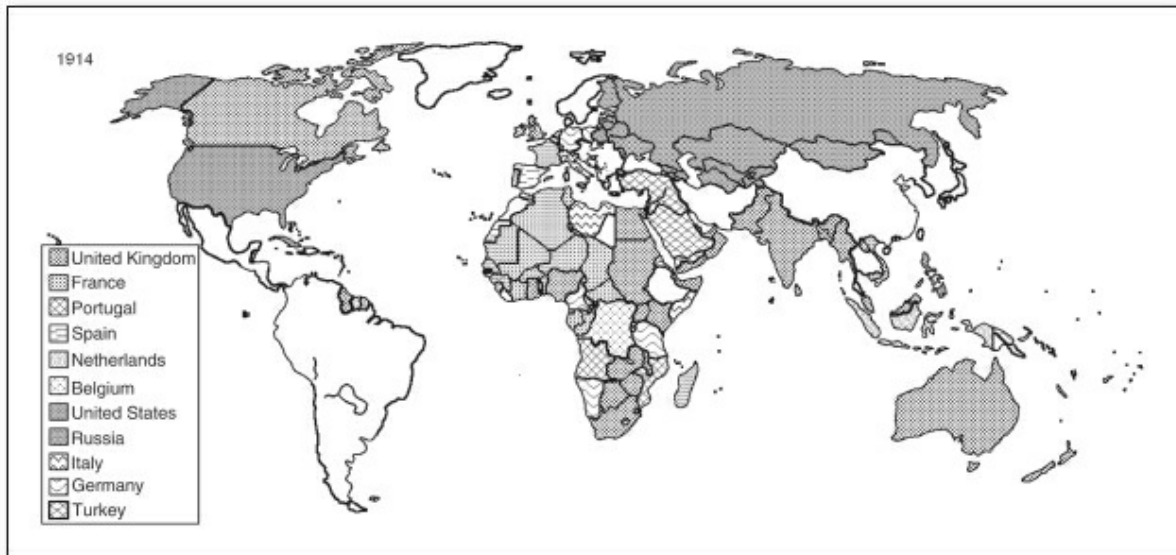 1914
United Kingdom
France
Portugal
Spain
Netherlands
Belgium
United States
Russia
Italy
Germany
Turkey